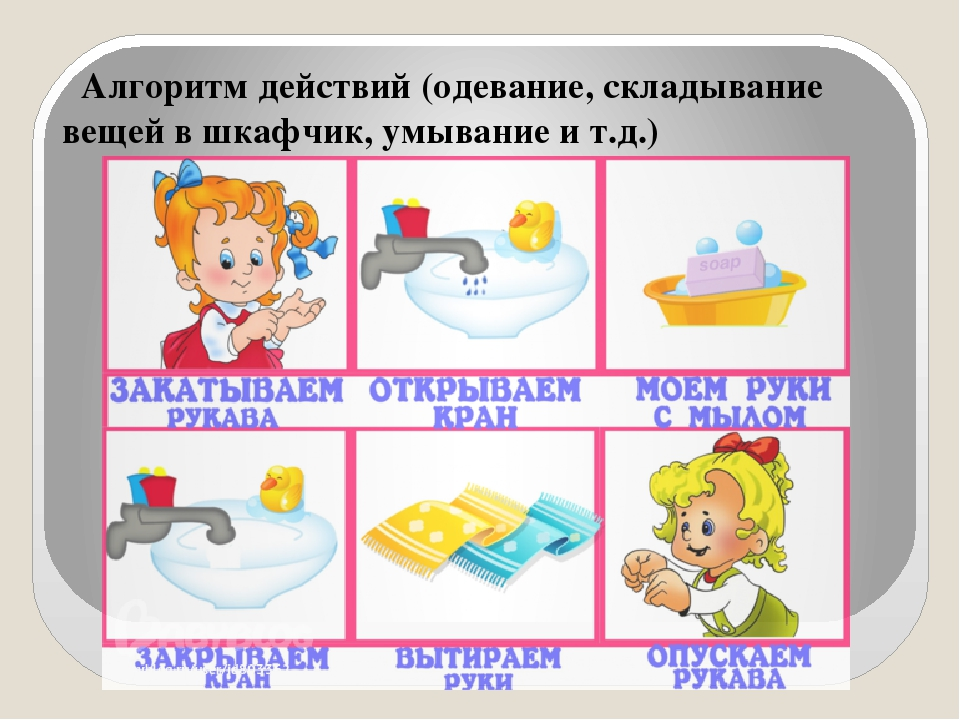 Алгоритм действий (одевание, складывание
вещей в шкафчик, умывание и т.д.)
soap
ЗАКАТЫВАЕМ
РУКАВА
ОТКРЫВАЕМ
КРАН
МОЕМ РУКИ
С МЫЛОМ
ЗАКРЫВАЕМ
КРАН
ВЫТИРАЕМ
РУКИ
ОПУСКАЕМ
РУКАВА